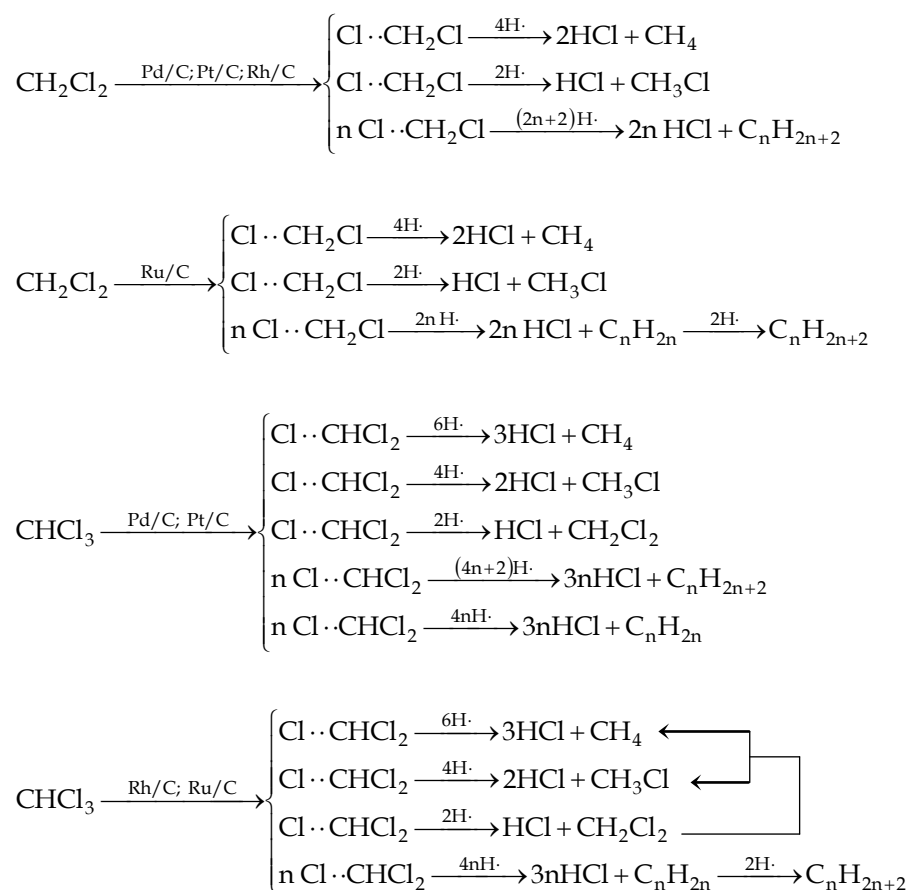 Cl··CH₂Cl —4H·→ 2HCl + CH₄
CH₂Cl₂ —Pd/C; Pt/C; Rh/C→ Cl··CH₂Cl —2H·→ HCl + CH₃Cl
n Cl··CH₂Cl —(2n+2)H·→ 2n HCl + CₙH₂ₙ₊₂
Cl··CH₂Cl —4H·→ 2HCl + CH₄
CH₂Cl₂ —Ru/C→ Cl··CH₂Cl —2H·→ HCl + CH₃Cl
n Cl··CH₂Cl —2n H·→ 2n HCl + CₙH₂ₙ —2H·→ CₙH₂ₙ₊₂
Cl··CHCl₂ —6H·→ 3HCl + CH₄
Cl··CHCl₂ —4H·→ 2HCl + CH₃Cl
CHCl₃ —Pd/C; Pt/C→ Cl··CHCl₂ —2H·→ HCl + CH₂Cl₂
n Cl··CHCl₂ —(4n+2)H·→ 3nHCl + CₙH₂ₙ₊₂
n Cl··CHCl₂ —4nH·→ 3nHCl + CₙH₂ₙ
Cl··CHCl₂ —6H·→ 3HCl + CH₄
CHCl₃ —Rh/C; Ru/C→ Cl··CHCl₂ —4H·→ 2HCl + CH₃Cl
Cl··CHCl₂ —2H·→ HCl + CH₂Cl₂
n Cl··CHCl₂ —4nH·→ 3nHCl + CₙH₂ₙ —2H·→ CₙH₂ₙ₊₂